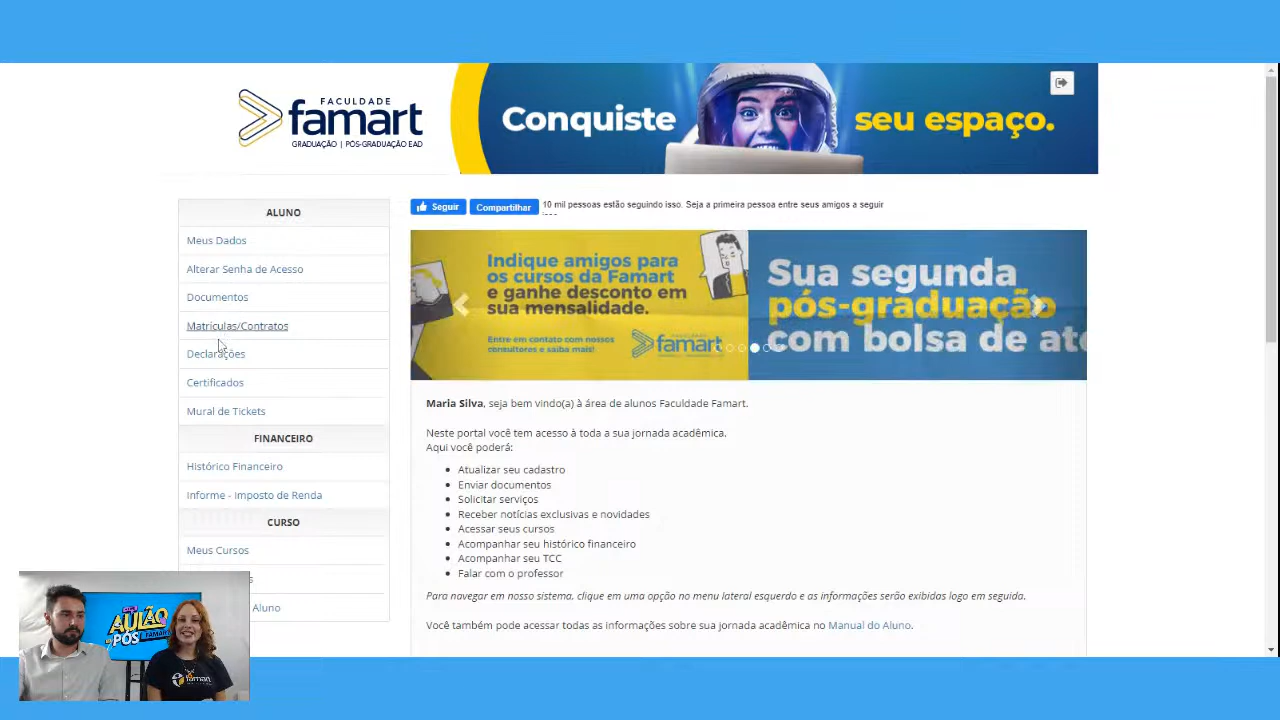 FACULDADE
famart
GRADUAÇÃO | PÓS-GRADUAÇÃO EAD
Conquiste seu espaço.
ALUNO
Meus Dados
Alterar Senha de Acesso
Documentos
Matriculas/Contratos
Declarações
Certificados
Mural de Tickets
FINANCEIRO
Histórico Financeiro
Informe - Imposto de Renda
CURSO
Meus Cursos
Aluno
Seguir
Compartilhar
10 mil pessoas estão seguindo isso. Seja a primeira pessoa entre seus amigos a seguir
Indique amigos para
os cursos da Famart
e ganhe desconto em
sua mensalidade.
Entre em contato com nossos
consultores e saiba mais!
famart
Sua segunda
pós-graduação
com bolsa de até
Maria Silva, seja bem vindo(a) à área de alunos Faculdade Famart.
Neste portal você tem acesso à toda a sua jornada acadêmica.
Aqui você poderá:
Atualizar seu cadastro
Enviar documentos
Solicitar serviços
Receber notícias exclusivas e novidades
Acessar seus cursos
Acompanhar seu histórico financeiro
Acompanhar seu TCC
Falar com o professor
Para navegar em nosso sistema, clique em uma opção no menu lateral esquerdo e as informações serão exibidas logo em seguida.
Você também pode acessar todas as informações sobre sua jornada acadêmica no Manual do Aluno.
AULÃO
PÓS
FAMART
famart